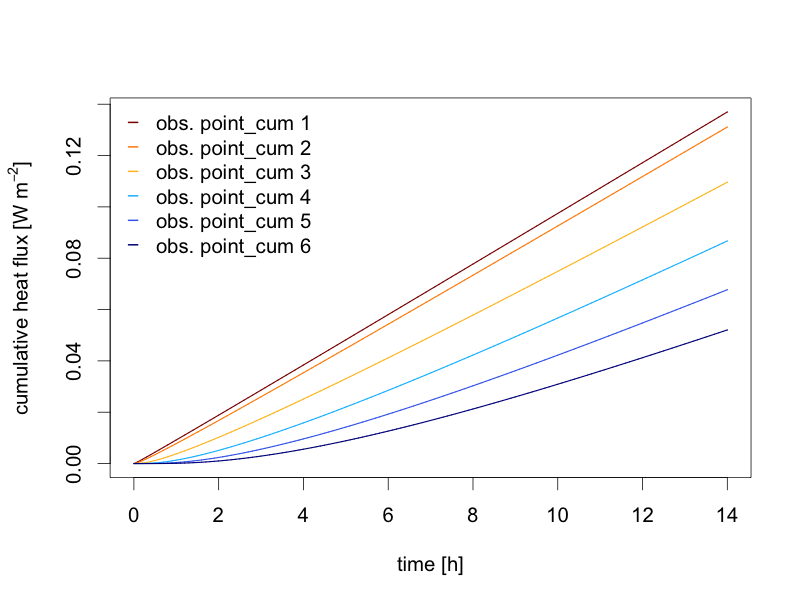 obs. point_cum 1
obs. point_cum 2
obs. point_cum 3
obs. point_cum 4
obs. point_cum 5
obs. point_cum 6
cumulative heat flux [W m⁻²]
0.12
0.08
0.04
0.00
0 2 4 6 8 10 12 14
time [h]